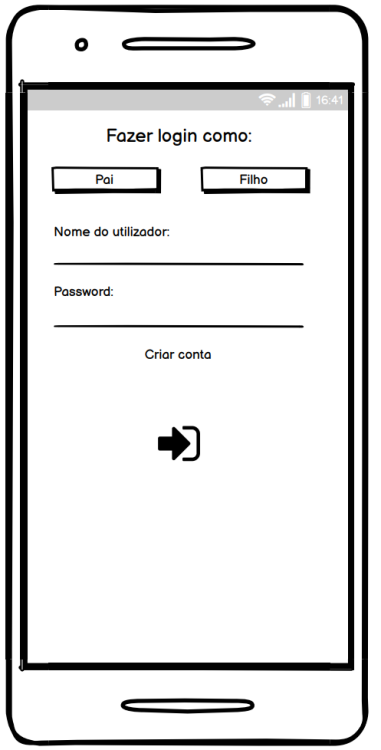 16:41
Fazer login como:
Pai
Filho
Nome do utilizador:
Password:
Criar conta